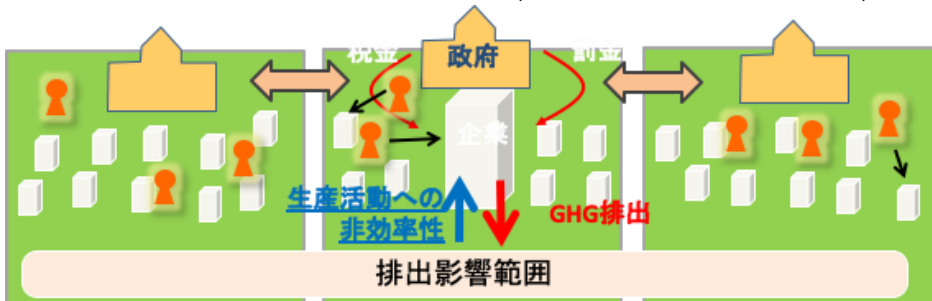 税金
政府
罰金
企業
生産活動への
非効率性
GHG排出
排出影響範囲